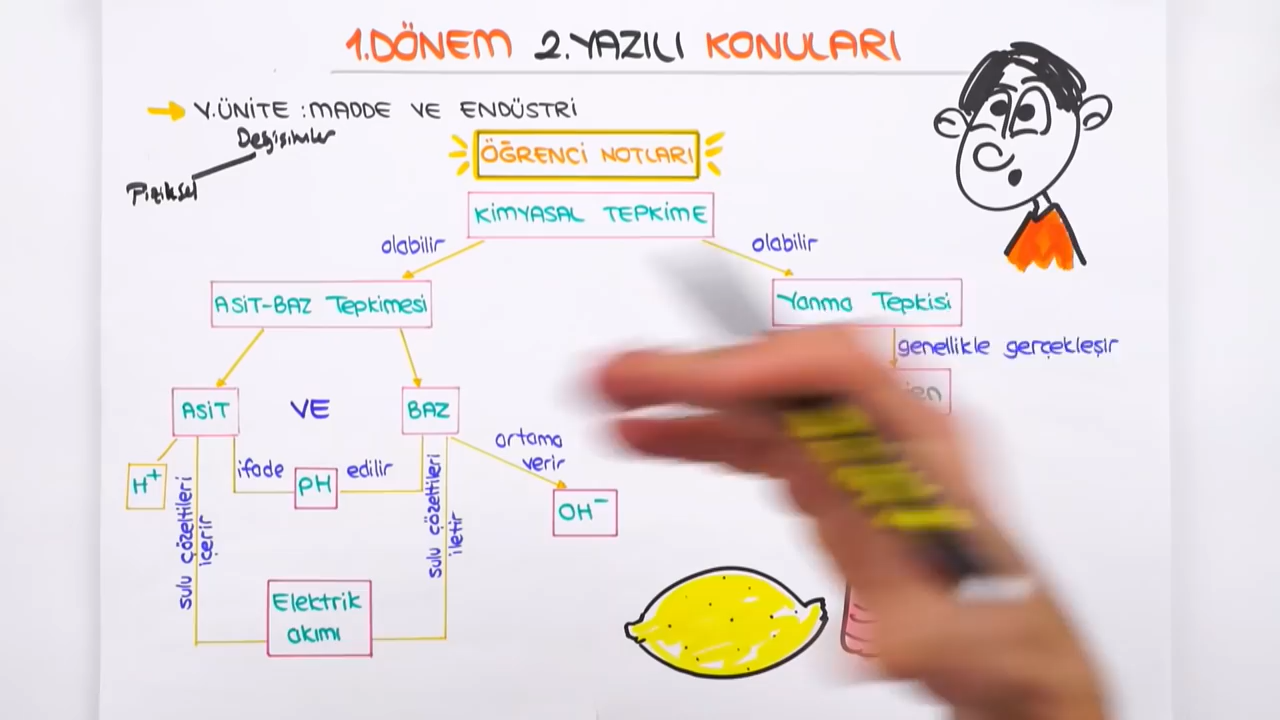 1.DÖNEM 2.YAZILI KONULARI
→ V.ÜNİTE : MADDE VE ENDÜSTRİ
Değişimler
Fiziksel
ÖĞRENCİ NOTLARI
KİMYASAL TEPKİME
olabilir
olabilir
ASİT-BAZ Tepkimesi
Yanma Tepkisi
genellikle gerçekleşir
ASİT VE BAZ
ortama
verir
H+
ifade PH edilir
OH−
sulu çözeltileri
içerir
sulu çözeltileri
iletir
Elektrik
akımı